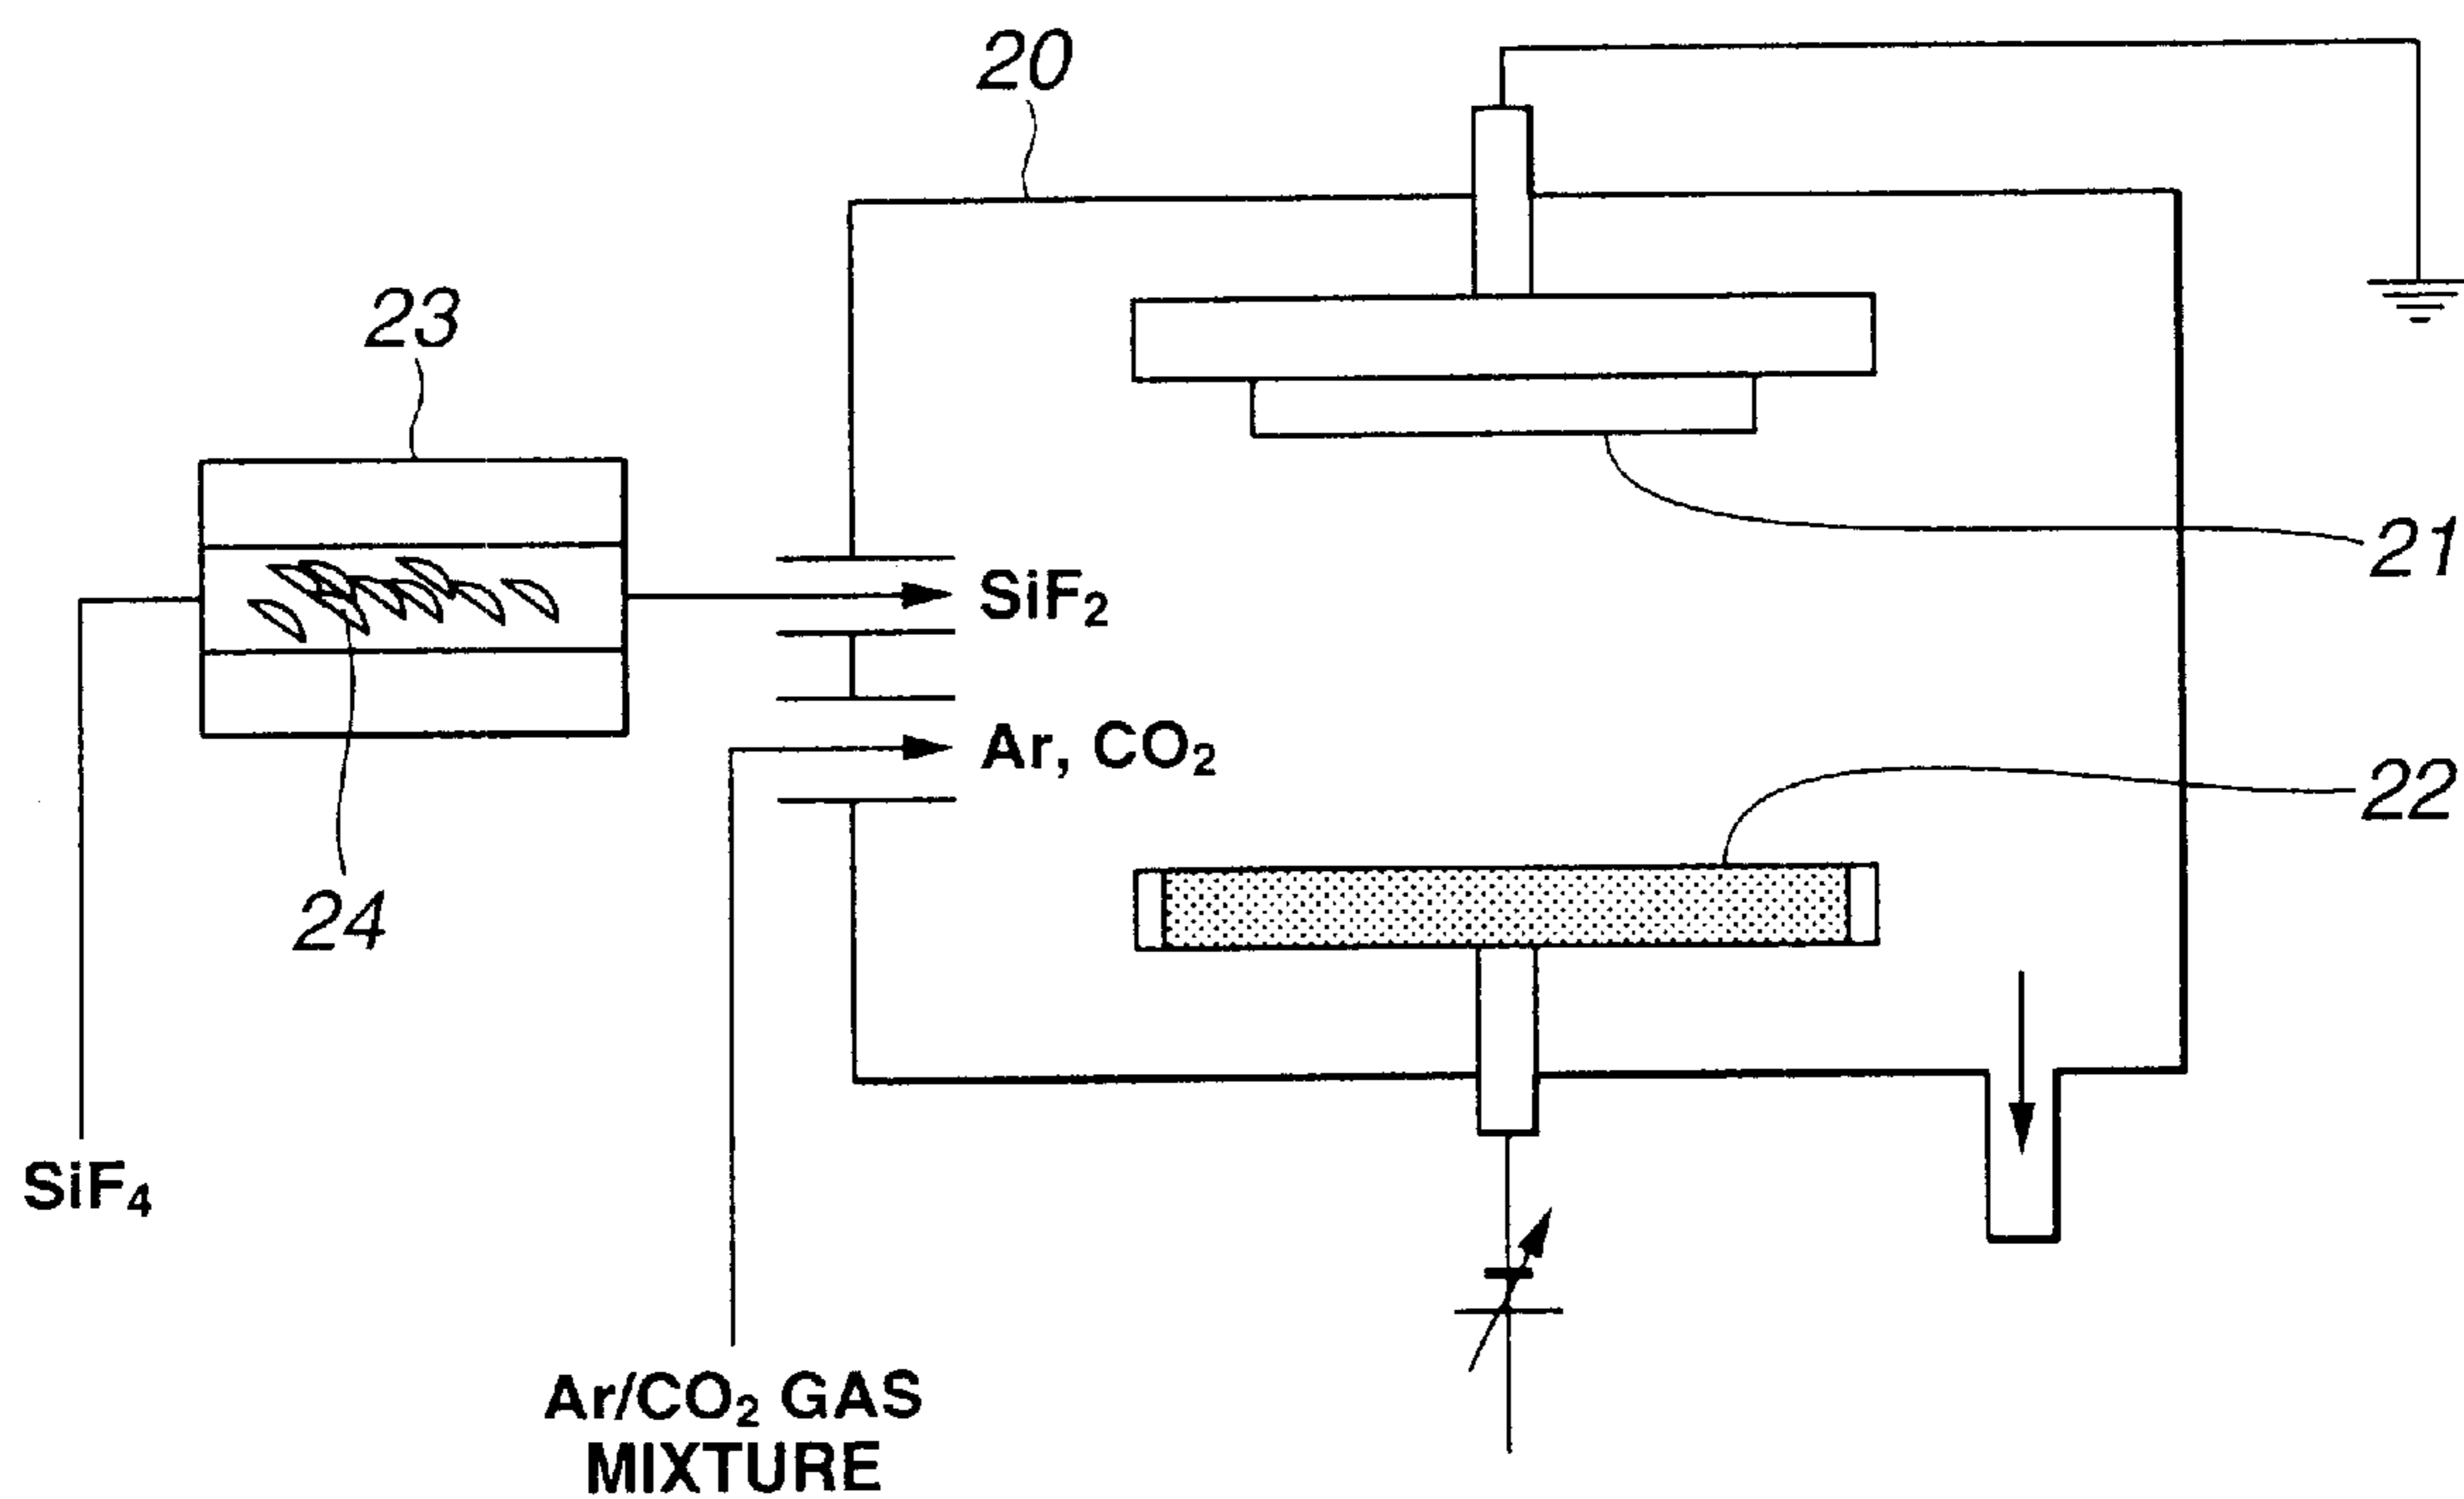 20
23
SiF₂
21
Ar, CO₂
22
24
SiF₄
Ar/CO₂ GAS
MIXTURE